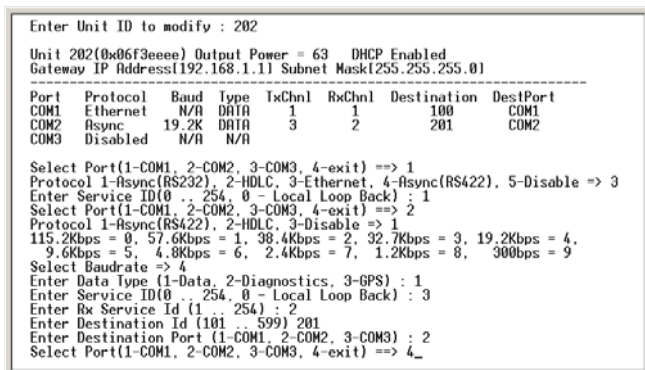 Enter Unit ID to modify : 202
Unit 202(0x06f3eeee) Output Power = 63 DHCP Enabled
Gateway IP Address[192.168.1.1] Subnet Mask[255.255.255.0]
--------------------------------------------------------------------------------
Port Protocol Baud Type TxChnl RxChnl Destination DestPort
COM1 Ethernet N/A DATA 1 1 100 COM1
COM2 Async 19.2K DATA 3 2 201 COM2
COM3 Disabled N/A N/A
Select Port(1-COM1, 2-COM2, 3-COM3, 4-exit) ==> 1
Protocol 1-Async(RS232), 2-HDLC, 3-Ethernet, 4-Async(RS422), 5-Disable => 3
Enter Service ID(0 .. 254, 0 - Local Loop Back) : 1
Select Port(1-COM1, 2-COM2, 3-COM3, 4-exit) ==> 2
Protocol 1-Async(RS422), 2-HDLC, 3-Disable => 1
115.2Kbps = 0, 57.6Kbps = 1, 38.4Kbps = 2, 32.7Kbps = 3, 19.2Kbps = 4,
9.6Kbps = 5, 4.8Kbps = 6, 2.4Kbps = 7, 1.2Kbps = 8, 300bps = 9
Select Baudrate => 4
Enter Data Type (1-Data, 2-Diagnostics, 3-GPS) : 1
Enter Service ID(0 .. 254, 0 - Local Loop Back) : 3
Enter Rx Service Id (1 .. 254) : 2
Enter Destination Id (101 .. 599) 201
Enter Destination Port (1-COM1, 2-COM2, 3-COM3) : 2
Select Port(1-COM1, 2-COM2, 3-COM3, 4-exit) ==> 4_